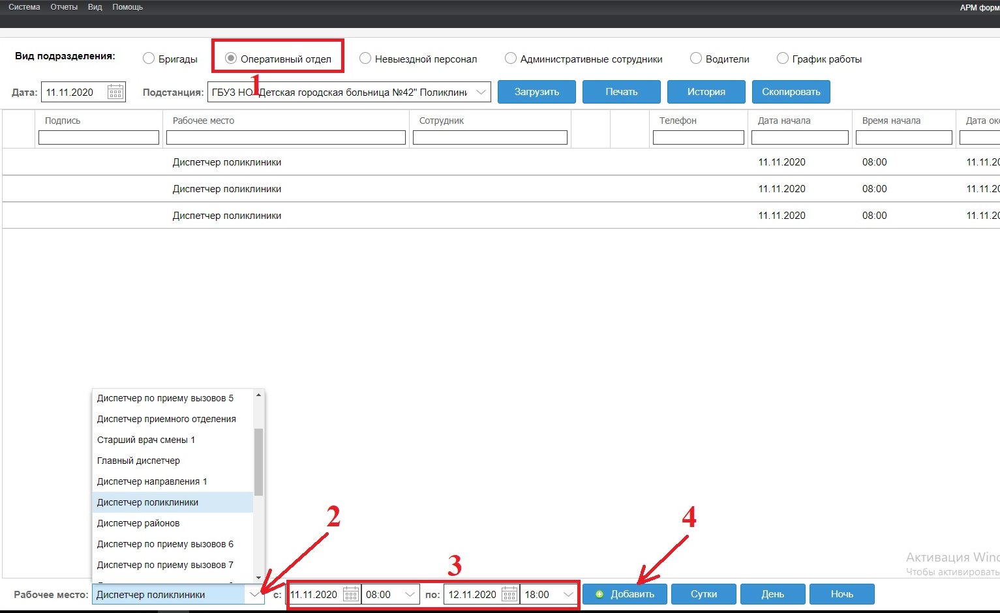 Система Отчеты Вид Помощь АРМ форм
Вид подразделения: Бригады Оперативный отдел Невыездной персонал Административные сотрудники Водители График работы
1
Дата: 11.11.2020 Подстанция: ГБУЗ НО "Детская городская больница №42" Поликлини Загрузить Печать История Скопировать
Подпись Рабочее место Сотрудник Телефон Дата начала Время начала Дата око
Диспетчер поликлиники 11.11.2020 08:00 11.11.20
Диспетчер поликлиники 11.11.2020 08:00 11.11.20
Диспетчер поликлиники 11.11.2020 08:00 11.11.20
Диспетчер по приему вызовов 5
Диспетчер приемного отделения
Старший врач смены 1
Главный диспетчер
Диспетчер направления 1
Диспетчер поликлиники
Диспетчер районов
Диспетчер по приему вызовов 6
Диспетчер по приему вызовов 7
2
3
4
Активация Wind
Чтобы активировать
Рабочее место: Диспетчер поликлиники с: 11.11.2020 08:00 по: 12.11.2020 18:00 Добавить Сутки День Ночь